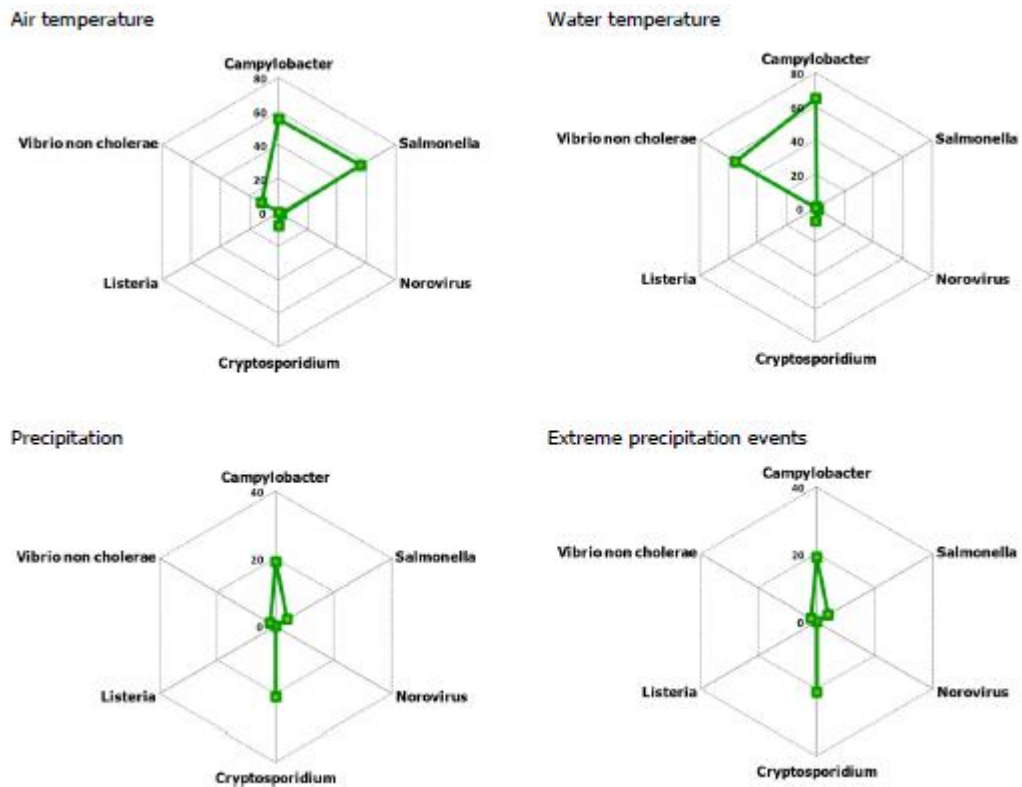 Air temperature
Water temperature
Campylobacter
80
60
40
20
0
Vibrio non cholerae
Salmonella
Listeria
Norovirus
Cryptosporidium
Campylobacter
80
60
40
20
0
Vibrio non cholerae
Salmonella
Listeria
Norovirus
Cryptosporidium
Precipitation
Extreme precipitation events
Campylobacter
40
20
0
Vibrio non cholerae
Salmonella
Listeria
Norovirus
Cryptosporidium
Campylobacter
40
20
0
Vibrio non cholerae
Salmonella
Listeria
Norovirus
Cryptosporidium